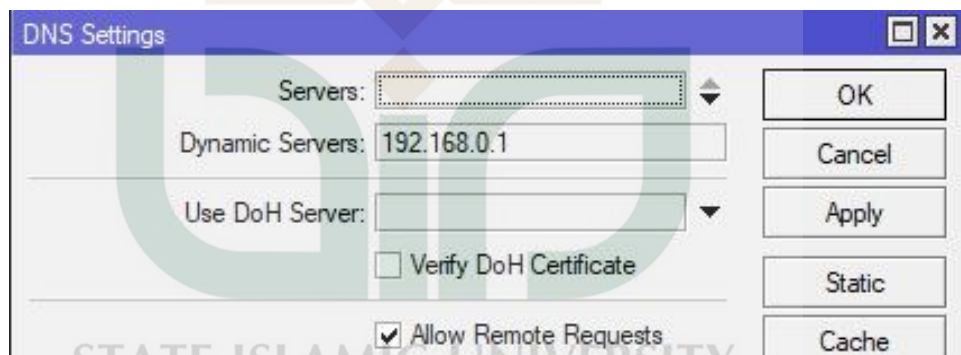 DNS Settings
Servers:
OK
Dynamic Servers: 192.168.0.1
Cancel
Use DoH Server:
Apply
Verify DoH Certificate
Static
Allow Remote Requests
Cache
STATE ISLAMIC UNIVERSITY